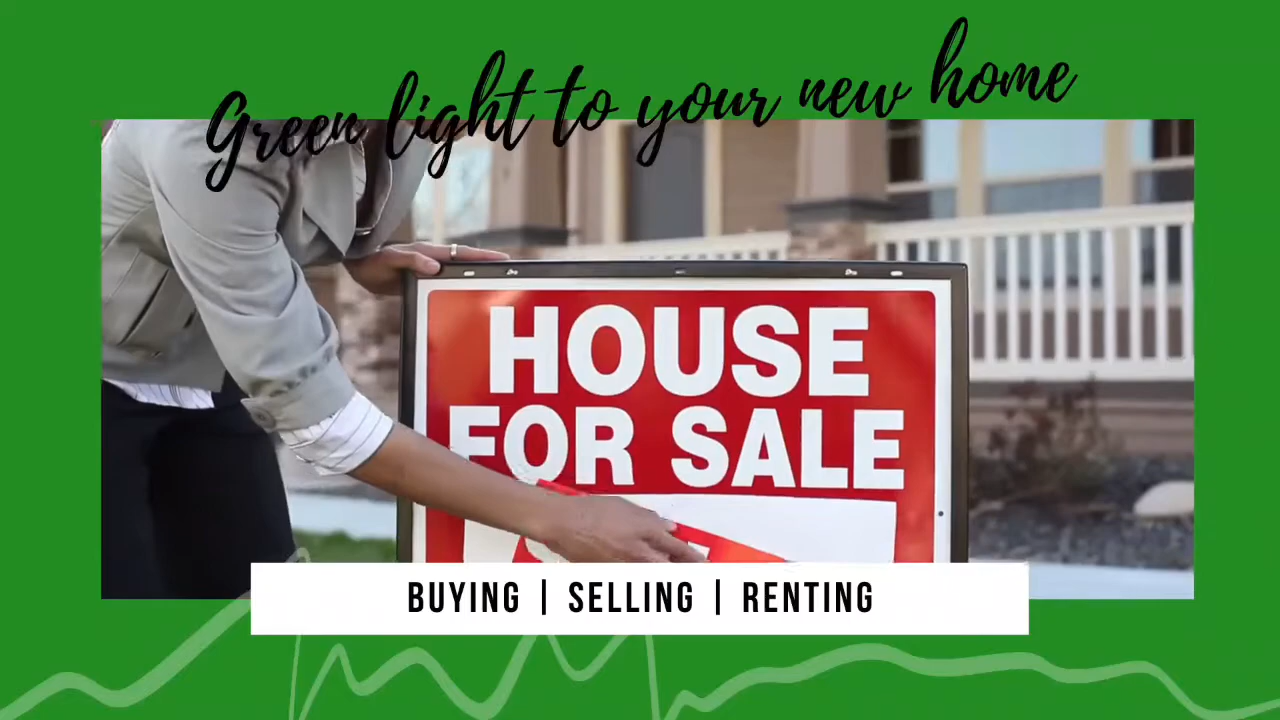 Green light to your new home
HOUSE
FOR SALE
BUYING | SELLING | RENTING